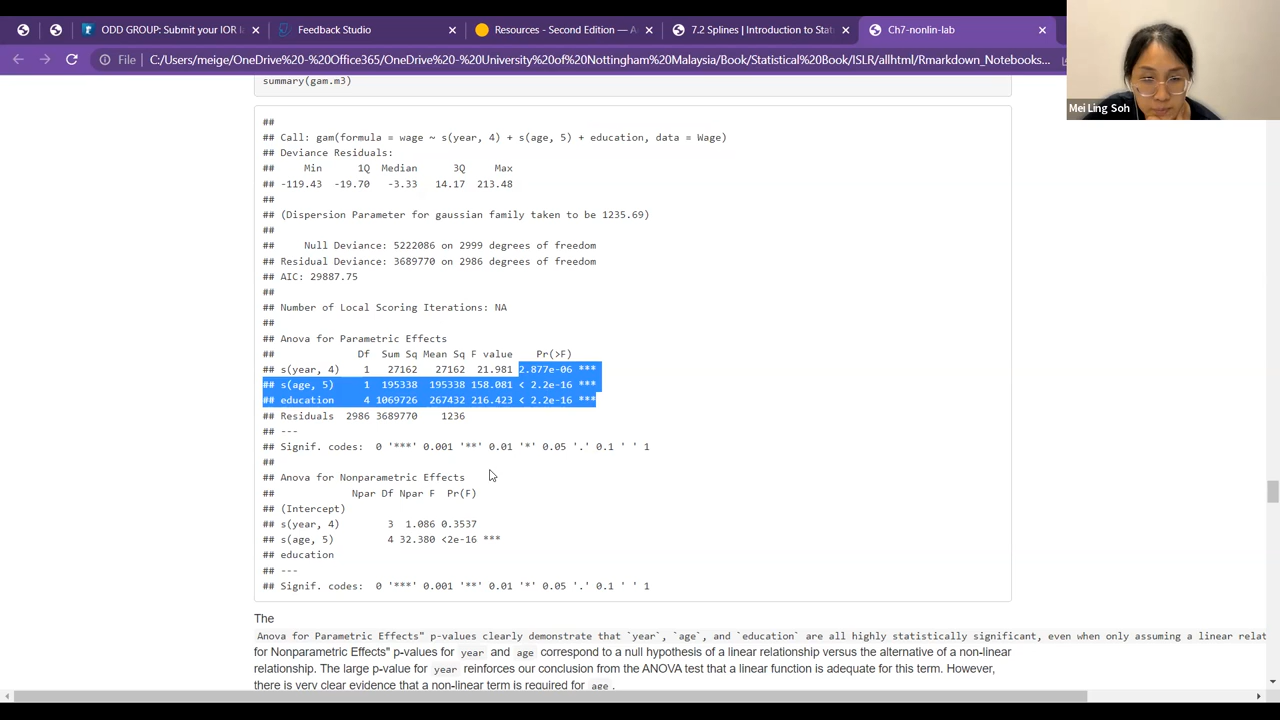 ODD GROUP: Submit your IOR l
Feedback Studio
Resources - Second Edition — A
7.2 Splines | Introduction to Stat
Ch7-nonlin-lab
File
C:/Users/meige/OneDrive%20-%20Office365/OneDrive%20-%20University%20of%20Nottingham%20Malaysia/Book/Statistical%20Book/ISLR/allhtml/Rmarkdown_Notebooks...
Mei Ling Soh
summary(gam.m3)
##
## Call: gam(formula = wage ~ s(year, 4) + s(age, 5) + education, data = Wage)
## Deviance Residuals:
##     Min      1Q  Median      3Q     Max
## -119.43  -19.70   -3.33   14.17  213.48
##
## (Dispersion Parameter for gaussian family taken to be 1235.69)
##
##     Null Deviance: 5222086 on 2999 degrees of freedom
## Residual Deviance: 3689770 on 2986 degrees of freedom
## AIC: 29887.75
##
## Number of Local Scoring Iterations: NA
##
## Anova for Parametric Effects
##              Df  Sum Sq Mean Sq F value    Pr(>F)
## s(year, 4)    1   27162   27162  21.981 2.877e-06 ***
## s(age, 5)     1  195338  195338 158.081 < 2.2e-16 ***
## education     4 1069726  267432 216.423 < 2.2e-16 ***
## Residuals  2986 3689770    1236
## ---
## Signif. codes:  0 '***' 0.001 '**' 0.01 '*' 0.05 '.' 0.1 ' ' 1
##
## Anova for Nonparametric Effects
##             Npar Df Npar F  Pr(F)
## (Intercept)
## s(year, 4)        3  1.086 0.3537
## s(age, 5)         4 32.380 <2e-16 ***
## education
## ---
## Signif. codes:  0 '***' 0.001 '**' 0.01 '*' 0.05 '.' 0.1 ' ' 1
The
Anova for Parametric Effects" p-values clearly demonstrate that `year`, `age`, and `education` are all highly statistically significant, even when only assuming a linear relat
for Nonparametric Effects" p-values for year and age correspond to a null hypothesis of a linear relationship versus the alternative of a non-linear
relationship. The large p-value for year reinforces our conclusion from the ANOVA test that a linear function is adequate for this term. However,
there is very clear evidence that a non-linear term is required for age .